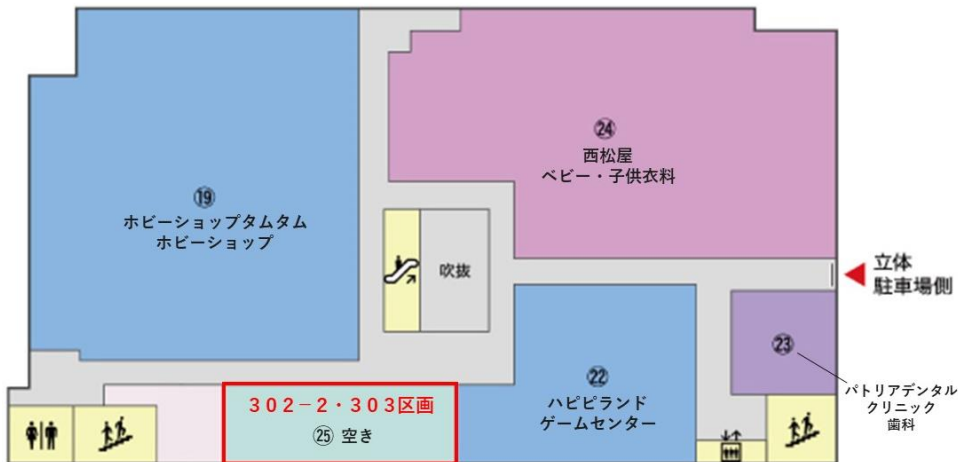 ⑲
ホビーショップタムタム
ホビーショップ
㉔
西松屋
ベビー・子供衣料
吹抜
立体
駐車場側
㉓
パトリアデンタル
クリニック
歯科
㉒
ハピピランド
ゲームセンター
302-2・303区画
㉕ 空き